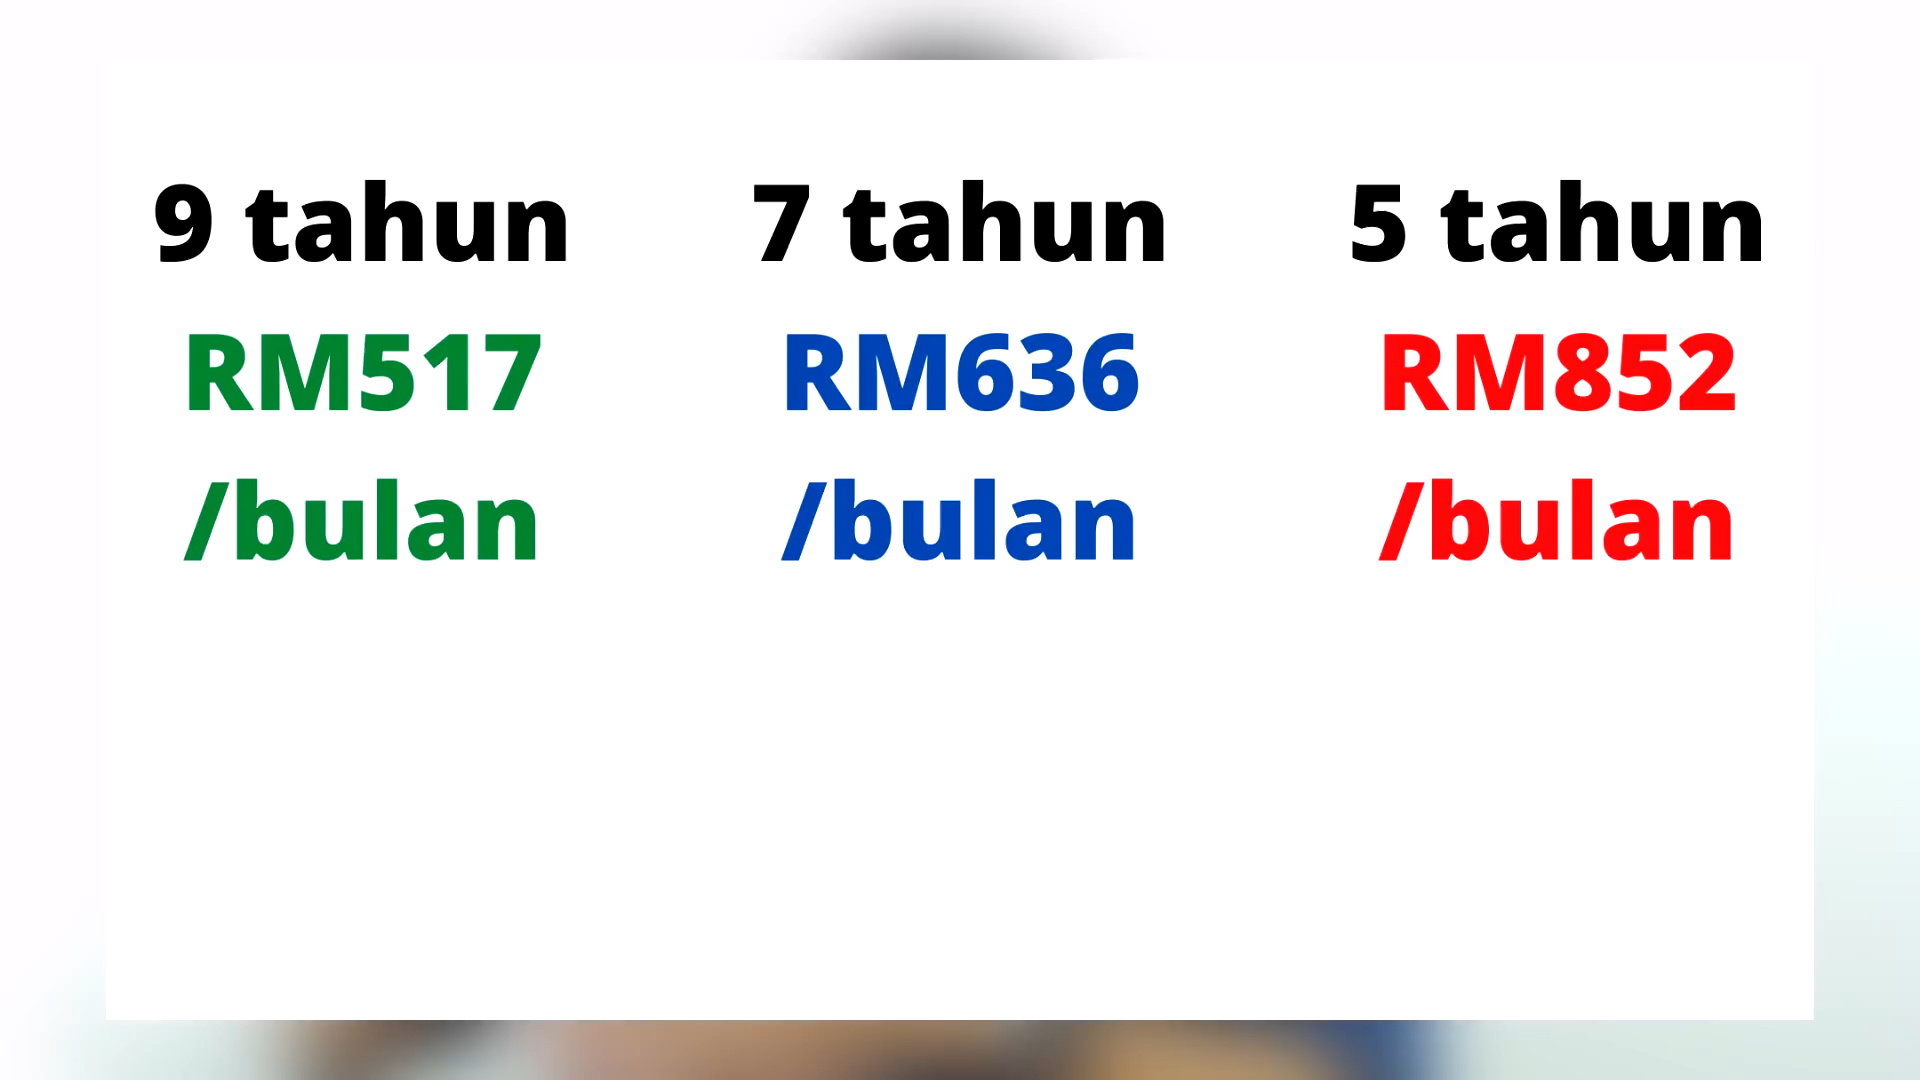 9 tahun
RM517
/bulan
7 tahun
RM636
/bulan
5 tahun
RM852
/bulan